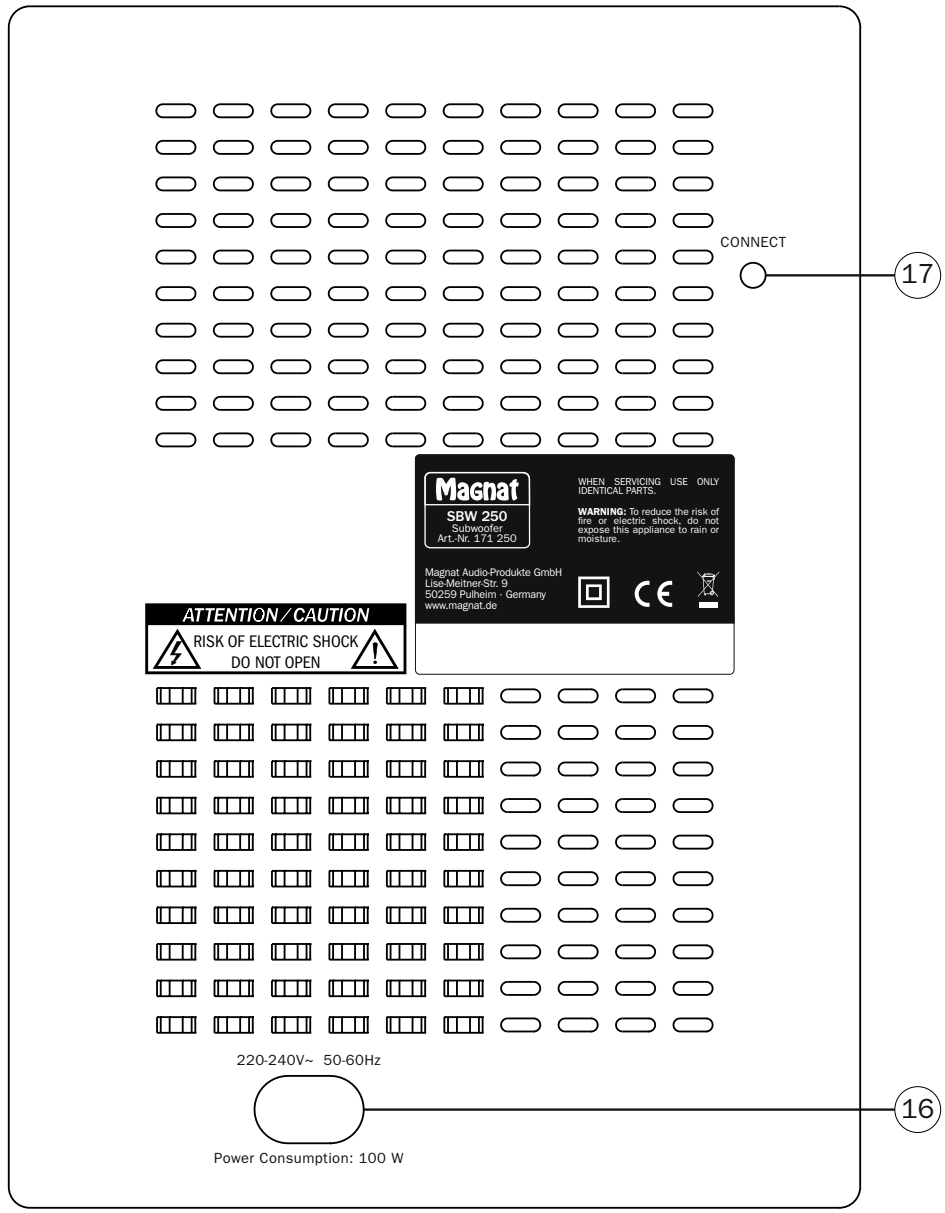 CONNECT
17
Magnat
SBW 250
Subwoofer
Art.-Nr. 171 250
WHEN SERVICING USE ONLY
IDENTICAL PARTS.
WARNING: To reduce the risk of
fire or electric shock, do not
expose this appliance to rain or
moisture.
Magnat Audio-Produkte GmbH
Lise-Meitner-Str. 9
50259 Pulheim - Germany
www.magnat.de
CE
ATTENTION / CAUTION
RISK OF ELECTRIC SHOCK
DO NOT OPEN
220-240V~ 50-60Hz
16
Power Consumption: 100 W